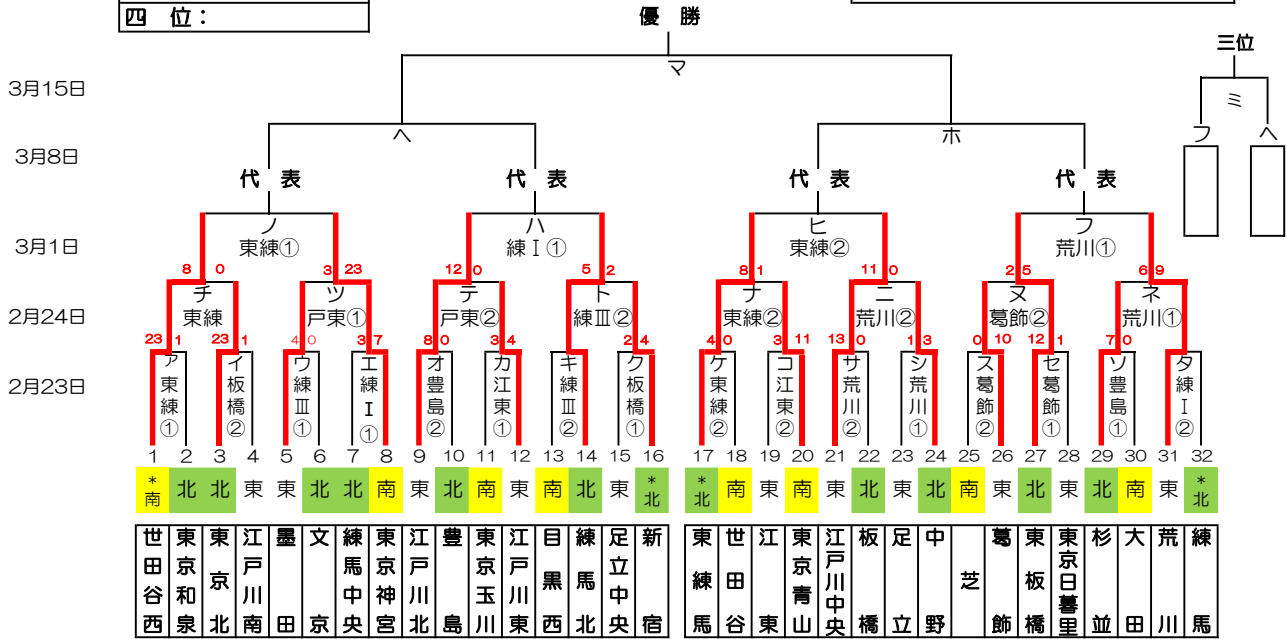 四 位：
優 勝
マ
三位
3月15日
ミ
ヘ
ホ
フ ヘ
3月8日
代 表 代 表 代 表 代 表
3月1日
ノ ハ ヒ フ
東練① 練Ⅰ① 東練② 荒川①
8 0 3 23 12 0 5 2 8 1 11 0 2 5 6 9
チ ツ テ ト ナ ニ ヌ ネ
2月24日
東練 戸東① 戸東② 練Ⅲ② 東練② 荒川② 葛飾② 荒川①
23 1 23 1 4 0 3 7 8 0 3 4 2 4 4 0 3 11 13 0 1 3 0 10 12 1 7 0
2月23日
ア東練①
イ板橋②
ウ練Ⅲ①
エ練Ⅰ①
オ豊島②
カ江東①
キ練Ⅲ②
ク板橋①
ケ東練②
コ江東②
サ荒川②
シ荒川①
ス葛飾②
セ葛飾①
ソ豊島①
タ練Ⅰ②
1 2 3 4 5 6 7 8 9 10 11 12 13 14 15 16 17 18 19 20 21 22 23 24 25 26 27 28 29 30 31 32
*南 北 北 東 東 北 北 南 東 北 南 東 南 北 東 *北 *北 南 東 南 東 北 東 北 南 東 北 東 北 南 東 *北
世田谷西
東京和泉
東京北
江戸川南
墨田
文京
練馬中央
東京神宮
江戸川北
豊島
東京玉川
江戸川東
目黒西
練馬北
足立中央
新宿
東練馬
世田谷
江東
東京青山
江戸川中央
板橋
足立
中野
芝
葛飾
東板橋
東京日暮里
杉並
大田
荒川
練馬